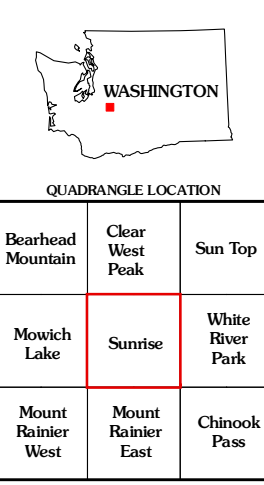 WASHINGTON
QUADRANGLE LOCATION
Bearhead
Mountain
Clear
West
Peak
Sun Top
Mowich
Lake
Sunrise
White
River
Park
Mount
Rainier
West
Mount
Rainier
East
Chinook
Pass